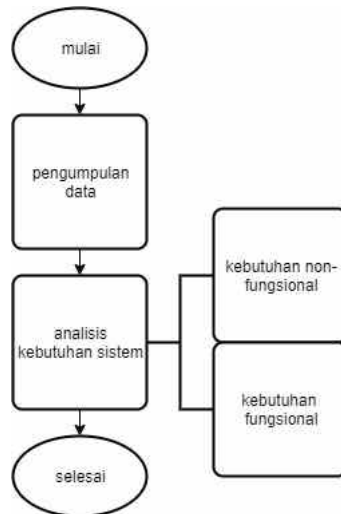 mulai
pengumpulan
data
analisis
kebutuhan sistem
kebutuhan non-
fungsional
kebutuhan
fungsional
selesai